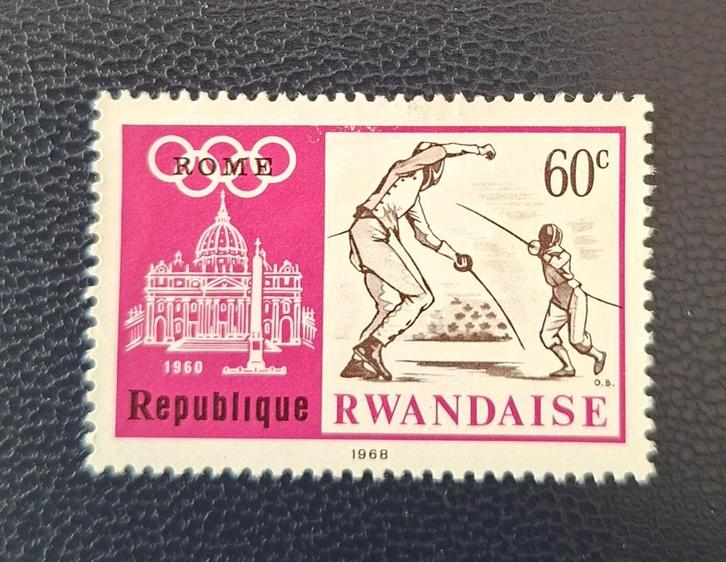 ROME
60c
1960
O.B.
Republique RWANDAISE
1968